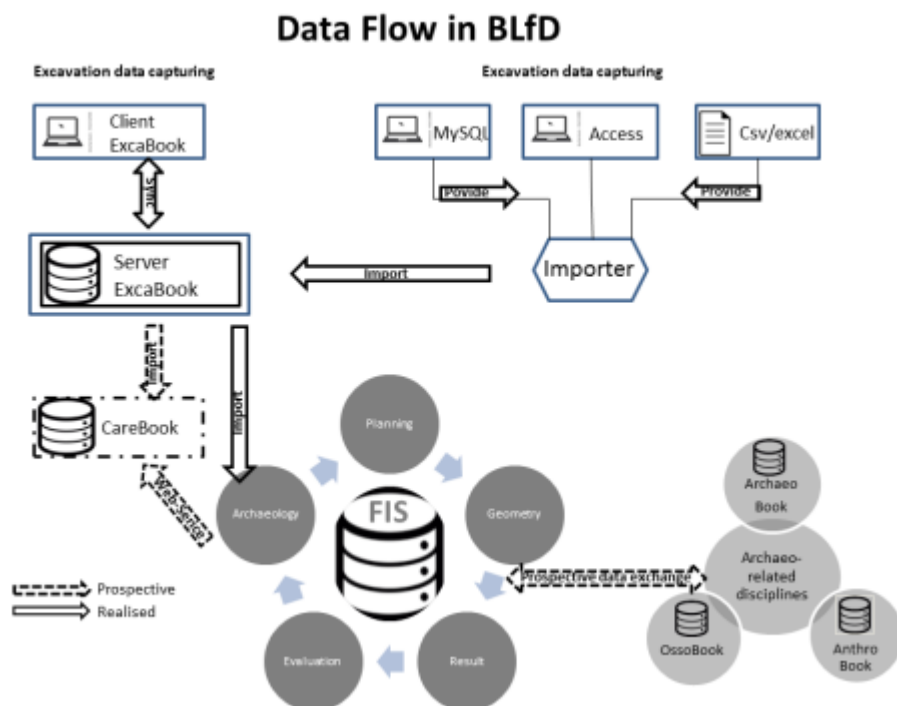 Data Flow in BLfD
Excavation data capturing
Excavation data capturing
Client
ExcaBook
MySQL
Access
Csv/excel
Sync
Povide
Provide
Server
ExcaBook
Import
Importer
Import
Import
CareBook
Web-Serice
Planning
Archaeology
FIS
Geometry
Evaluation
Result
Prospective data exchange
Archaeo
Book
Archaeo-
related
disciplines
OssoBook
Anthro
Book
Prospective
Realised